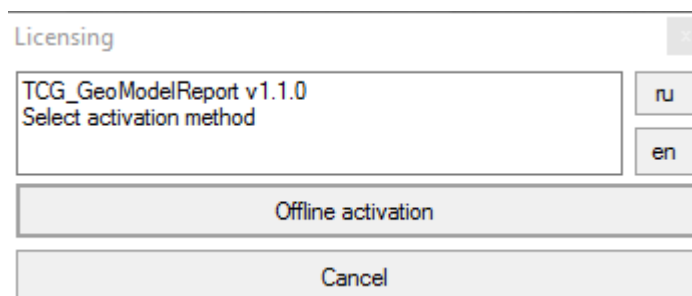 Licensing
TCG_GeoModelReport v1.1.0
Select activation method
ru
en
Offline activation
Cancel